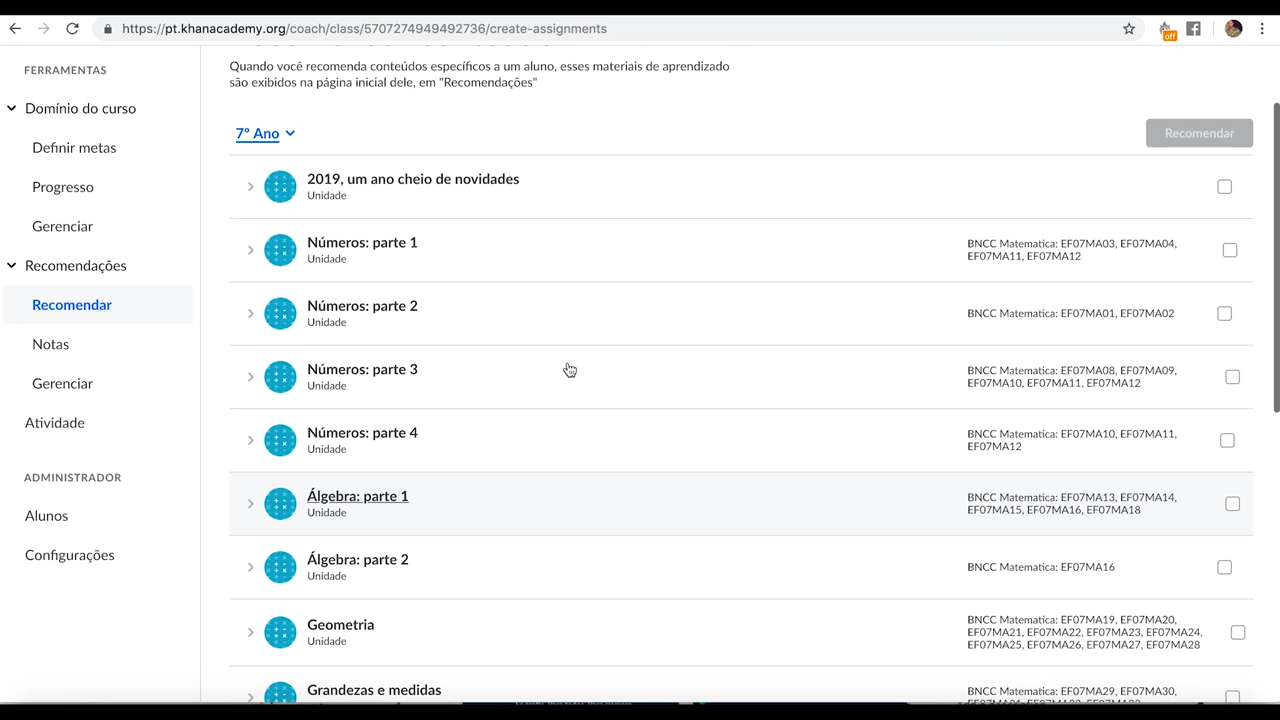 https://pt.khanacademy.org/coach/class/5707274949492736/create-assignments
off
FERRAMENTAS
Domínio do curso
Definir metas
Progresso
Gerenciar
Recomendações
Recomendar
Notas
Gerenciar
Atividade
ADMINISTRADOR
Alunos
Configurações
Quando você recomenda conteúdos específicos a um aluno, esses materiais de aprendizado
são exibidos na página inicial dele, em "Recomendações"
7º Ano
Recomendar
2019, um ano cheio de novidades
Unidade
Números: parte 1
Unidade
BNCC Matematica: EF07MA03, EF07MA04,
EF07MA11, EF07MA12
Números: parte 2
Unidade
BNCC Matematica: EF07MA01, EF07MA02
Números: parte 3
Unidade
BNCC Matematica: EF07MA08, EF07MA09,
EF07MA10, EF07MA11, EF07MA12
Números: parte 4
Unidade
BNCC Matematica: EF07MA10, EF07MA11,
EF07MA12
Álgebra: parte 1
Unidade
BNCC Matematica: EF07MA13, EF07MA14,
EF07MA15, EF07MA16, EF07MA18
Álgebra: parte 2
Unidade
BNCC Matematica: EF07MA16
Geometria
Unidade
BNCC Matematica: EF07MA19, EF07MA20,
EF07MA21, EF07MA22, EF07MA23, EF07MA24,
EF07MA25, EF07MA26, EF07MA27, EF07MA28
Grandezas e medidas
BNCC Matematica: EF07MA29, EF07MA30,